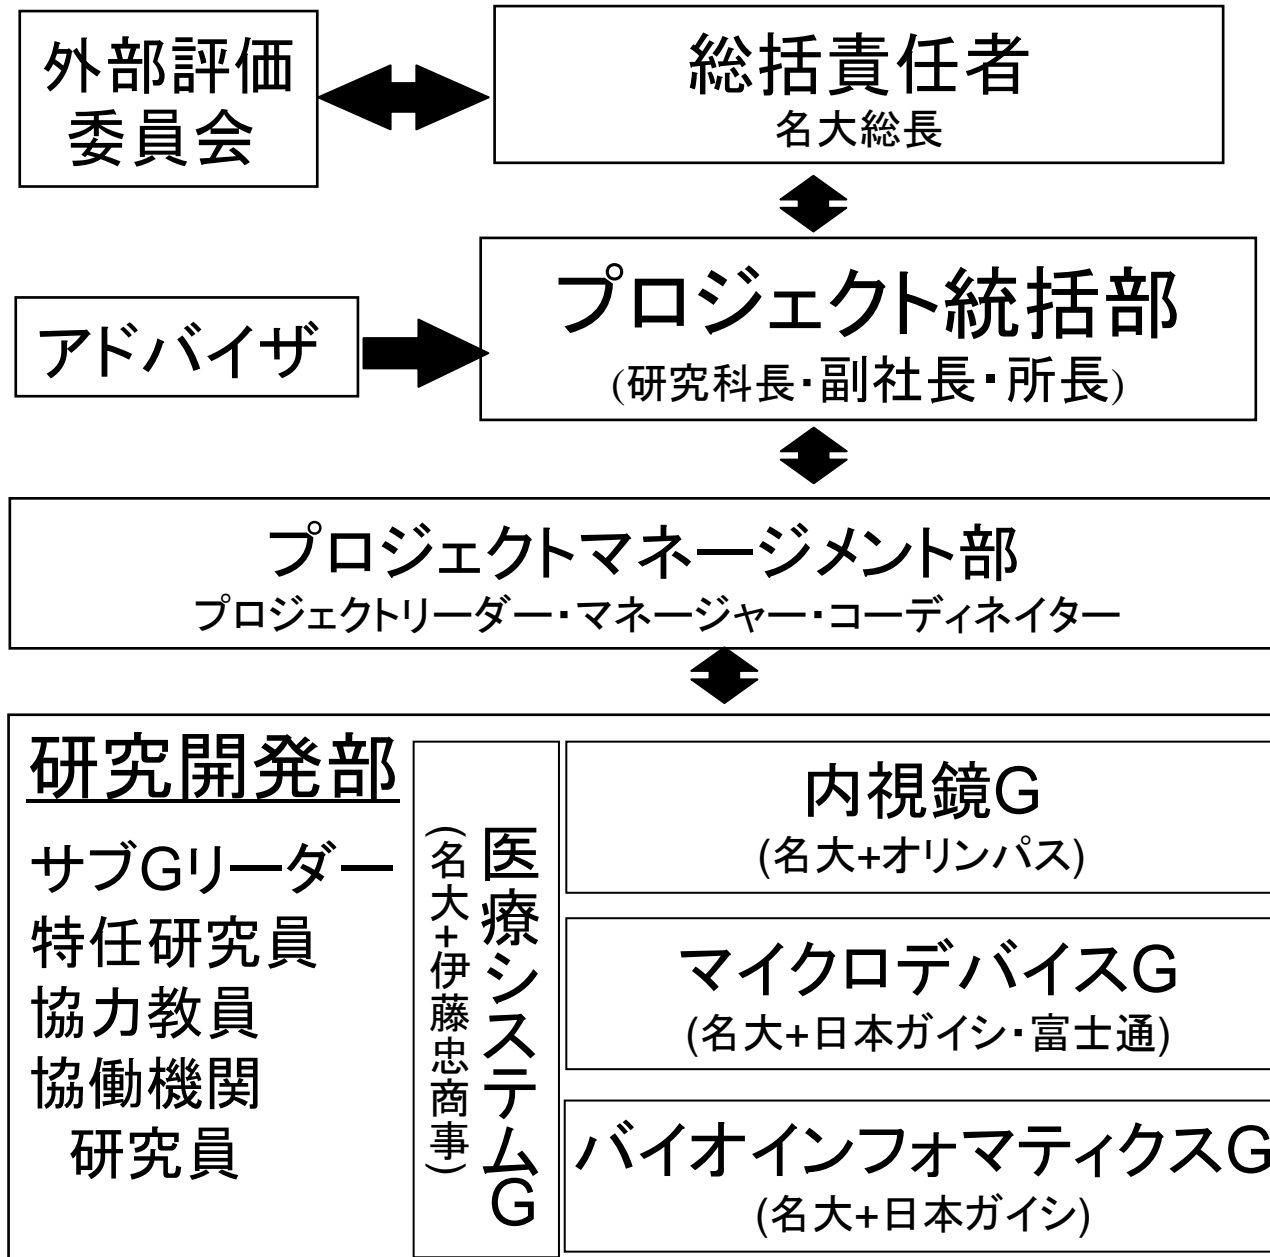 外部評価
委員会
総括責任者
名大総長
アドバイザ
プロジェクト統括部
(研究科長・副社長・所長)
プロジェクトマネージメント部
プロジェクトリーダー・マネージャー・コーディネイター
研究開発部
サブGリーダー
特任研究員
協力教員
協働機関
研究員
医療システムG
(名大+伊藤忠商事)
内視鏡G
(名大+オリンパス)
マイクロデバイスG
(名大+日本ガイシ・富士通)
バイオインフォマティクスG
(名大+日本ガイシ)